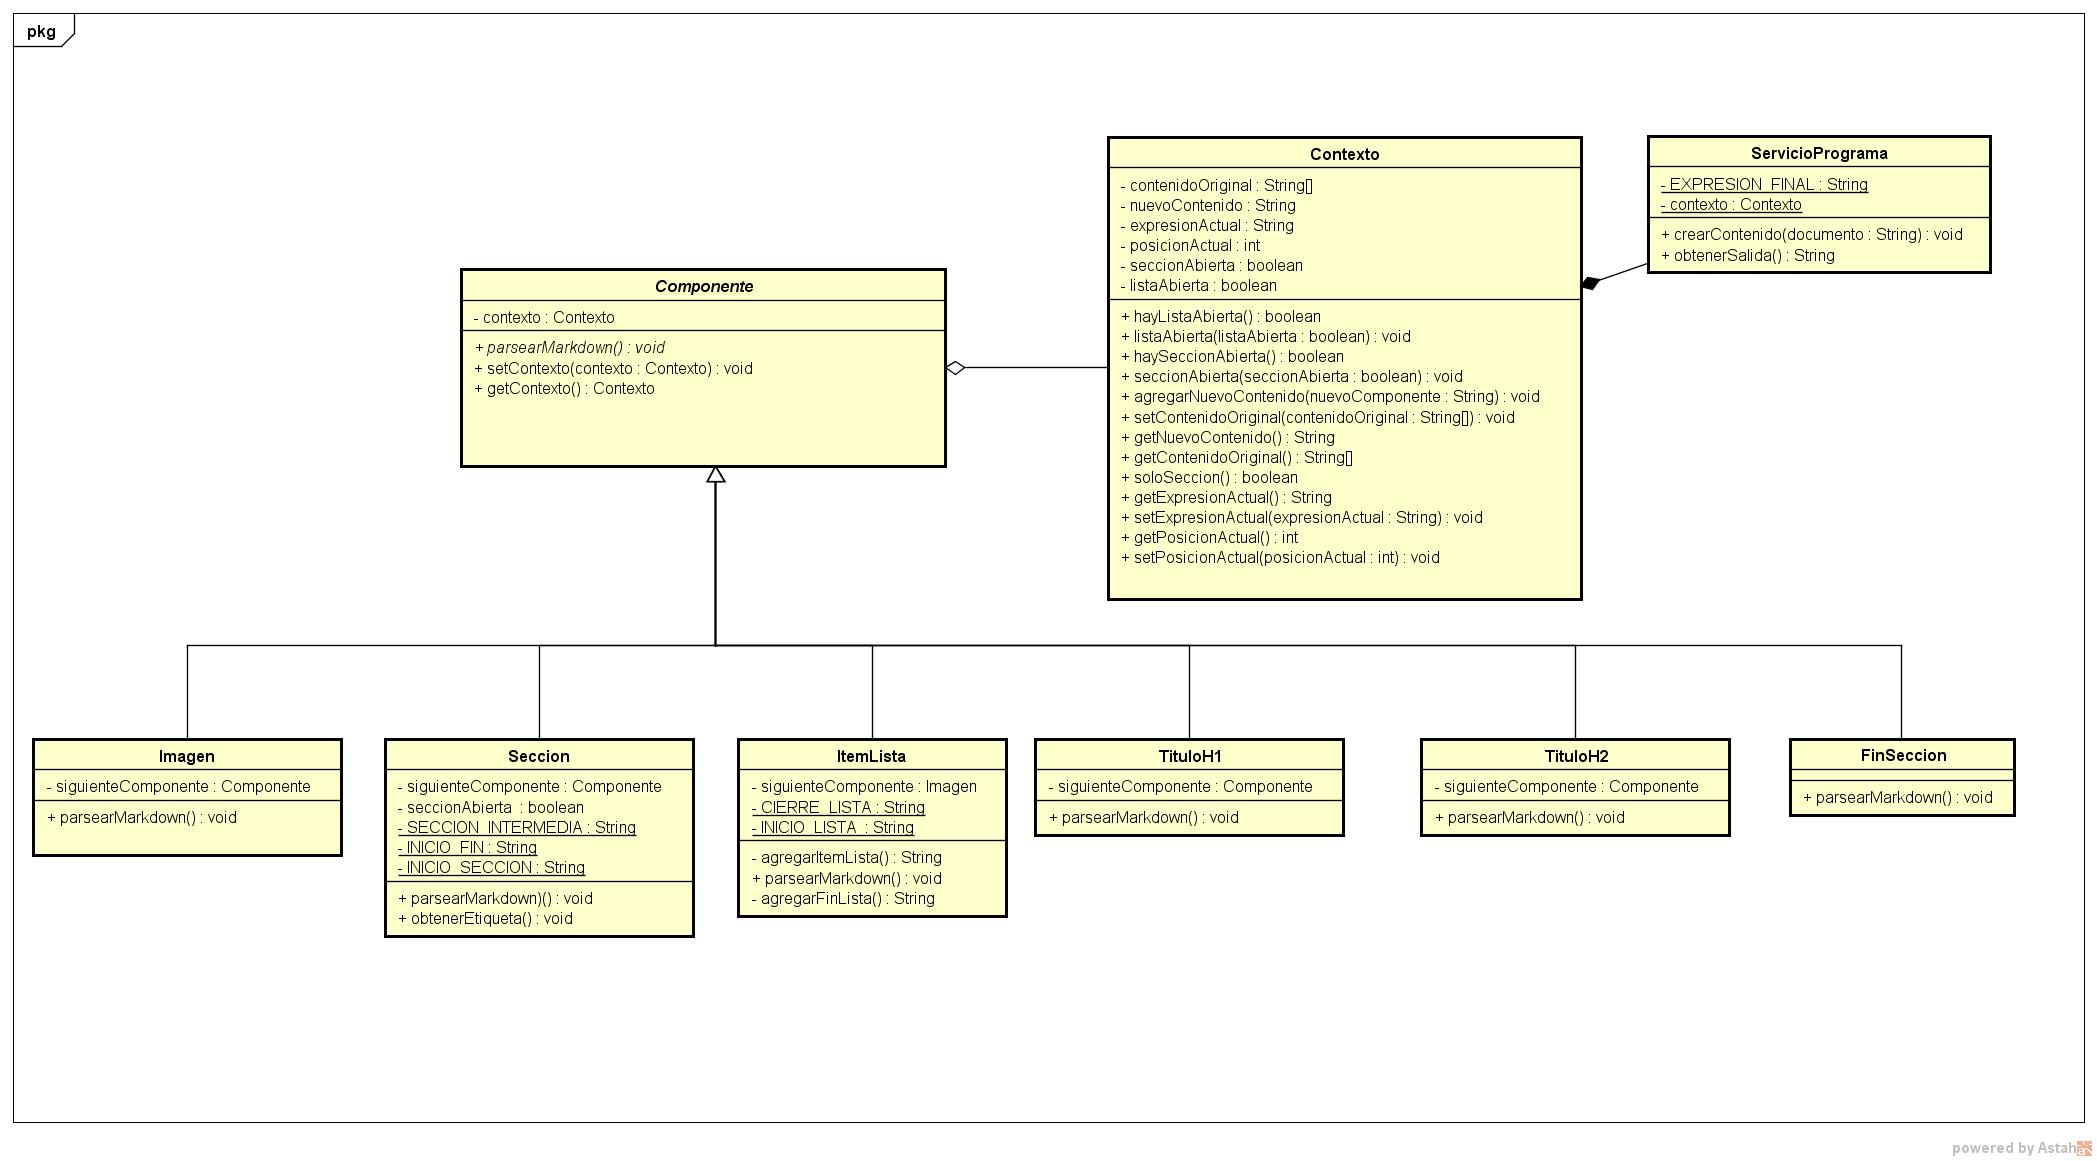 pkg
Contexto
- contenidoOriginal : String[]
- nuevoContenido : String
- expresionActual : String
- posicionActual : int
- seccionAbierta : boolean
- listaAbierta : boolean
+ hayListaAbierta() : boolean
+ listaAbierta(listaAbierta : boolean) : void
+ haySeccionAbierta() : boolean
+ seccionAbierta(seccionAbierta : boolean) : void
+ agregarNuevoContenido(nuevoComponente : String) : void
+ setContenidoOriginal(contenidoOriginal : String[]) : void
+ getNuevoContenido() : String
+ getContenidoOriginal() : String[]
+ soloSeccion() : boolean
+ getExpresionActual() : String
+ setExpresionActual(expresionActual : String) : void
+ getPosicionActual() : int
+ setPosicionActual(posicionActual : int) : void
ServicioPrograma
- EXPRESION_FINAL : String
- contexto : Contexto
+ crearContenido(documento : String) : void
+ obtenerSalida() : String
Componente
- contexto : Contexto
+ parsearMarkdown() : void
+ setContexto(contexto : Contexto) : void
+ getContexto() : Contexto
Imagen
- siguienteComponente : Componente
+ parsearMarkdown() : void
Seccion
- siguienteComponente : Componente
- seccionAbierta : boolean
- SECCION_INTERMEDIA : String
- INICIO_FIN : String
- INICIO_SECCION : String
+ parsearMarkdown)() : void
+ obtenerEtiqueta() : void
ItemLista
- siguienteComponente : Imagen
- CIERRE_LISTA : String
- INICIO_LISTA : String
- agregarItemLista() : String
+ parsearMarkdown() : void
- agregarFinLista() : String
TituloH1
- siguienteComponente : Componente
+ parsearMarkdown() : void
TituloH2
- siguienteComponente : Componente
+ parsearMarkdown() : void
FinSeccion
+ parsearMarkdown() : void
powered by Astah